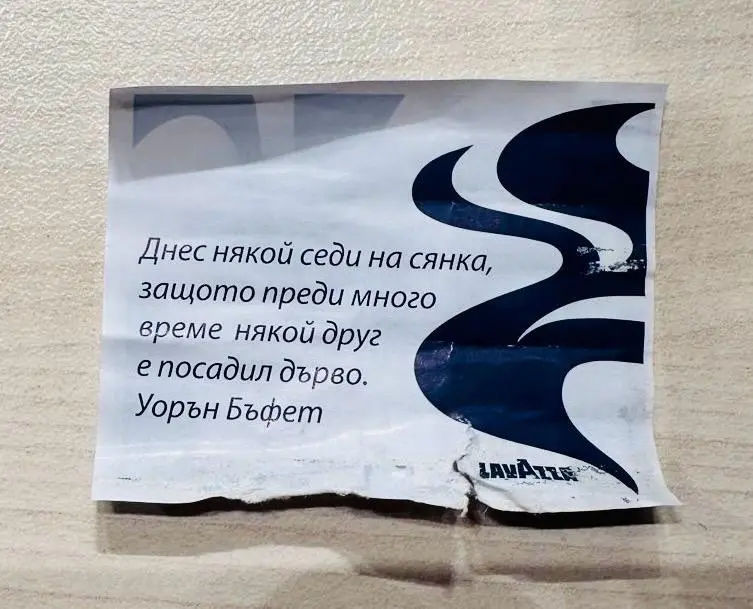 Днес някой седи на сянка,
защото преди много
време някой друг
е посадил дърво.
Уорън Бъфет
LAVAZZA